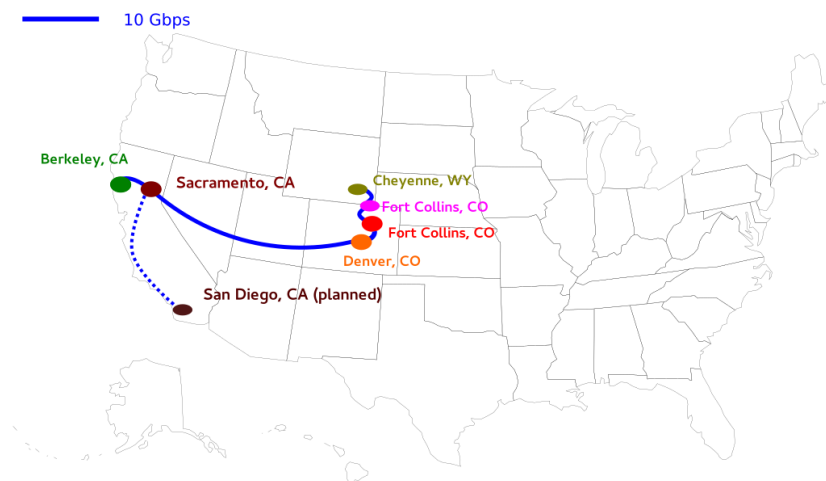 10 Gbps
Berkeley, CA
Sacramento, CA
Cheyenne, WY
Fort Collins, CO
Fort Collins, CO
Denver, CO
San Diego, CA (planned)